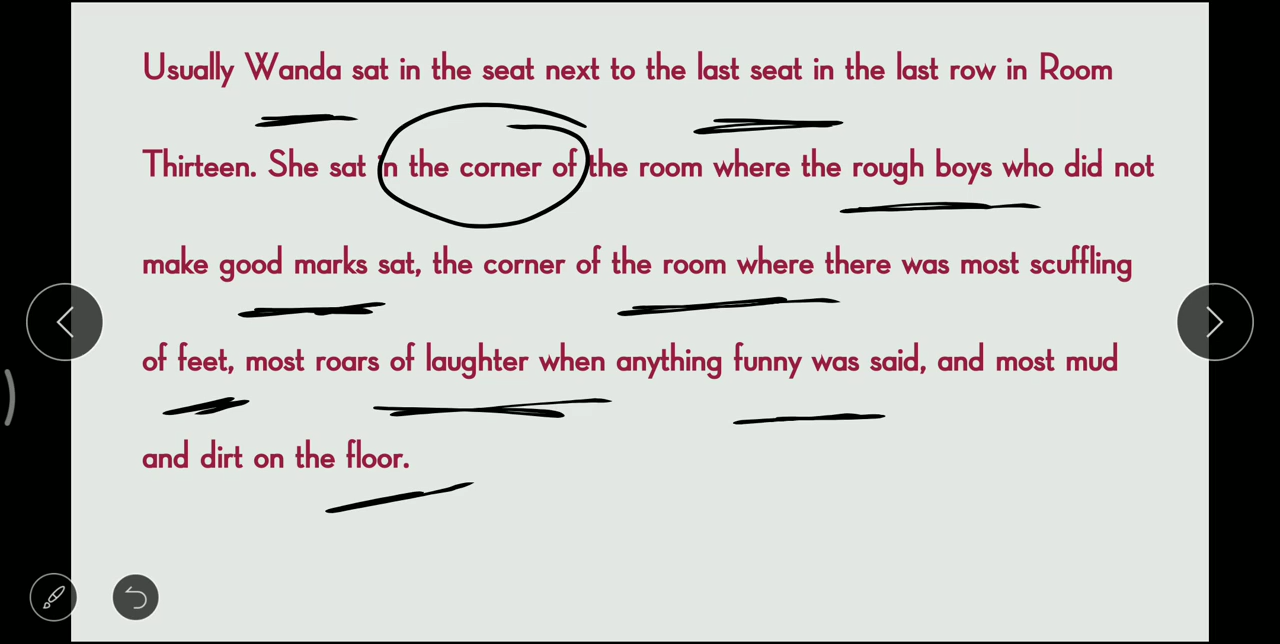 Usually Wanda sat in the seat next to the last seat in the last row in Room
Thirteen. She sat in the corner of the room where the rough boys who did not
make good marks sat, the corner of the room where there was most scuffling
of feet, most roars of laughter when anything funny was said, and most mud
and dirt on the floor.